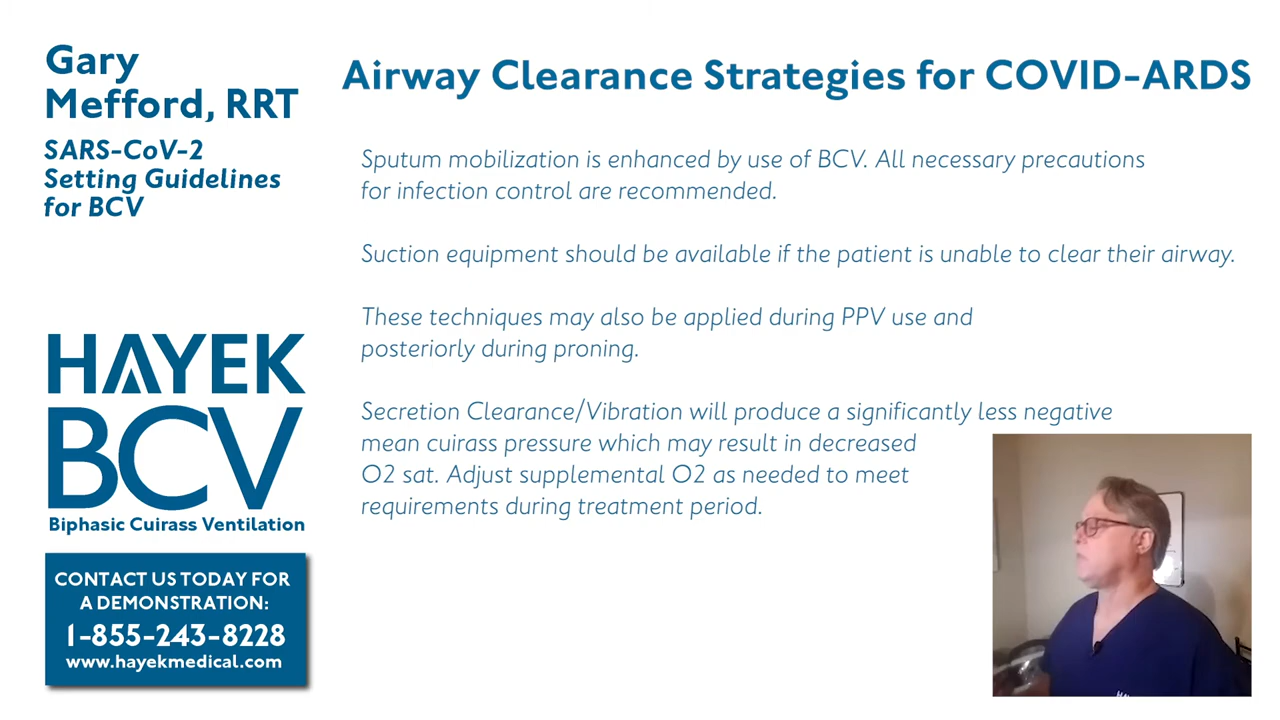 Gary
Mefford, RRT
SARS-CoV-2
Setting Guidelines
for BCV
HAYEK
BCV
Biphasic Cuirass Ventilation
CONTACT US TODAY FOR
A DEMONSTRATION:
1-855-243-8228
www.hayekmedical.com
Airway Clearance Strategies for COVID-ARDS
Sputum mobilization is enhanced by use of BCV. All necessary precautions
for infection control are recommended.
Suction equipment should be available if the patient is unable to clear their airway.
These techniques may also be applied during PPV use and
posteriorly during proning.
Secretion Clearance/Vibration will produce a significantly less negative
mean cuirass pressure which may result in decreased
O2 sat. Adjust supplemental O2 as needed to meet
requirements during treatment period.